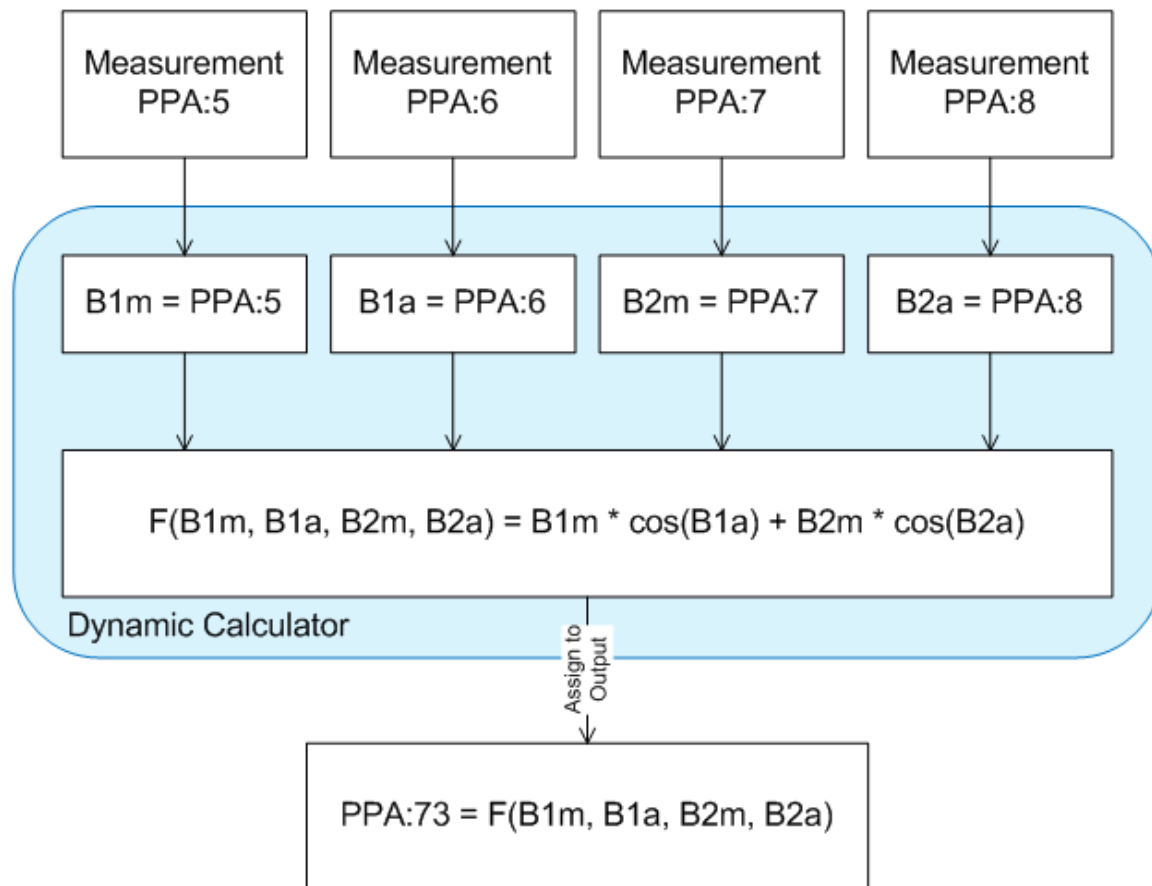 Measurement
PPA:5
Measurement
PPA:6
Measurement
PPA:7
Measurement
PPA:8
B1m = PPA:5
B1a = PPA:6
B2m = PPA:7
B2a = PPA:8
F(B1m, B1a, B2m, B2a) = B1m * cos(B1a) + B2m * cos(B2a)
Dynamic Calculator
Assign to
Output
PPA:73 = F(B1m, B1a, B2m, B2a)